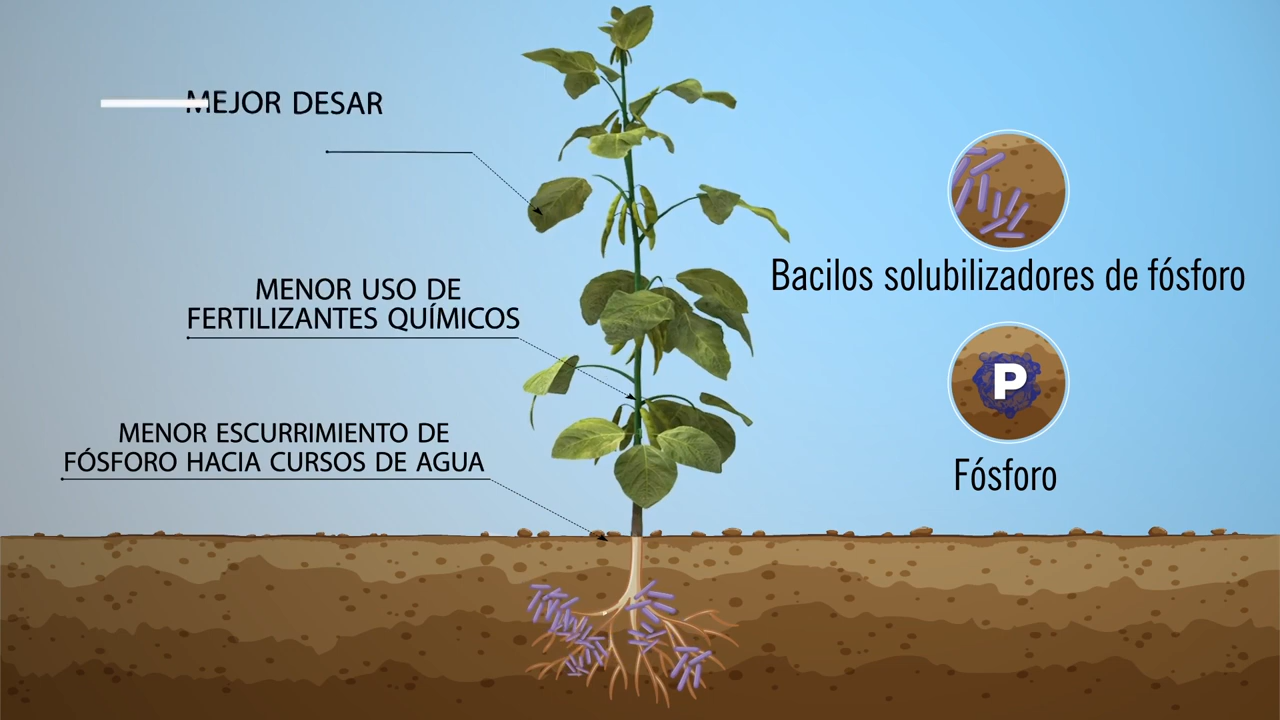 MEJOR DESAR
MENOR USO DE
FERTILIZANTES QUÍMICOS
MENOR ESCURRIMIENTO DE
FÓSFORO HACIA CURSOS DE AGUA
Bacilos solubilizadores de fósforo
P
Fósforo